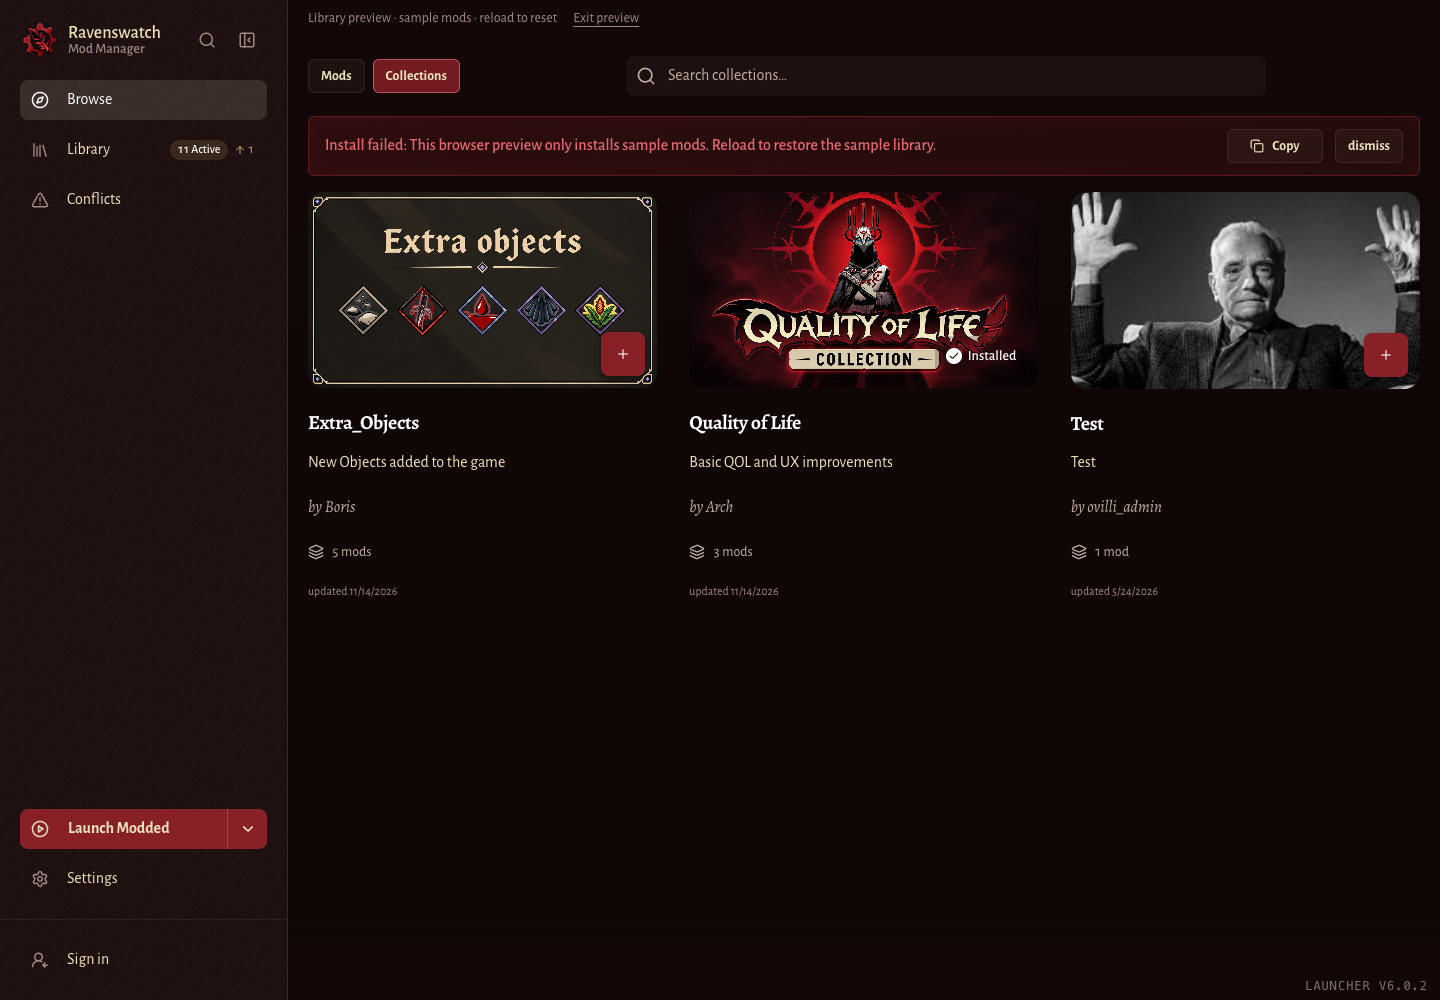 Ravenswatch
Mod Manager
Browse
Library
11 Active
1
Conflicts
Launch Modded
Settings
Sign in
Library preview · sample mods · reload to reset
Exit preview
Mods
Collections
Search collections...
Install failed: This browser preview only installs sample mods. Reload to restore the sample library.
Copy
dismiss
Extra objects
Extra_Objects
New Objects added to the game
by Boris
5 mods
updated 11/14/2026
QUALITY OF LIFE
COLLECTION
Installed
Quality of Life
Basic QOL and UX improvements
by Arch
3 mods
updated 11/14/2026
Test
Test
by ovilli_admin
1 mod
updated 5/24/2026
LAUNCHER V6.0.2